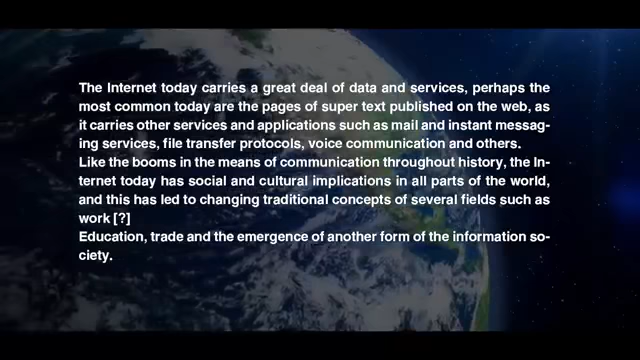 The Internet today carries a great deal of data and services, perhaps the
most common today are the pages of super text published on the web, as
it carries other services and applications such as mail and instant messag-
ing services, file transfer protocols, voice communication and others.
Like the booms in the means of communication throughout history, the In-
ternet today has social and cultural implications in all parts of the world,
and this has led to changing traditional concepts of several fields such as
work [?]
Education, trade and the emergence of another form of the information so-
ciety.